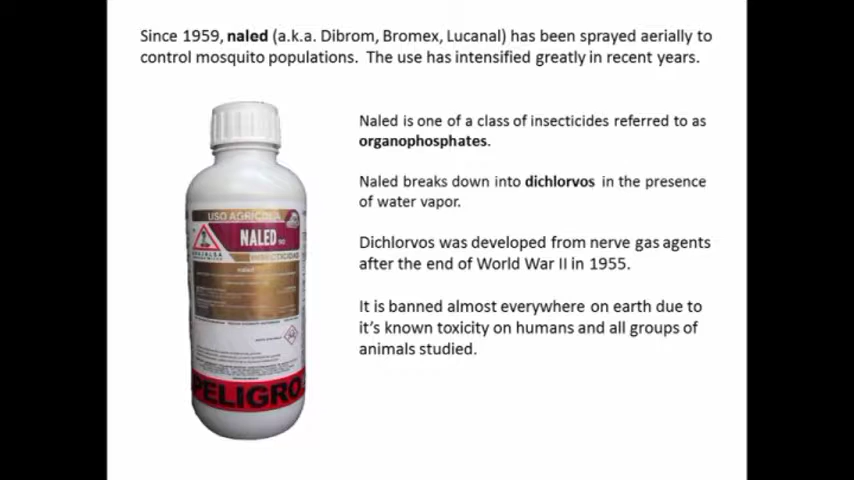 Since 1959, naled (a.k.a. Dibrom, Bromex, Lucanal) has been sprayed aerially to
control mosquito populations. The use has intensified greatly in recent years.
Naled is one of a class of insecticides referred to as
organophosphates.
Naled breaks down into dichlorvos in the presence
of water vapor.
Dichlorvos was developed from nerve gas agents
after the end of World War II in 1955.
It is banned almost everywhere on earth due to
it's known toxicity on humans and all groups of
animals studied.
USO AGRICOLA
NALED
INSECTICIDA
PELIGRO